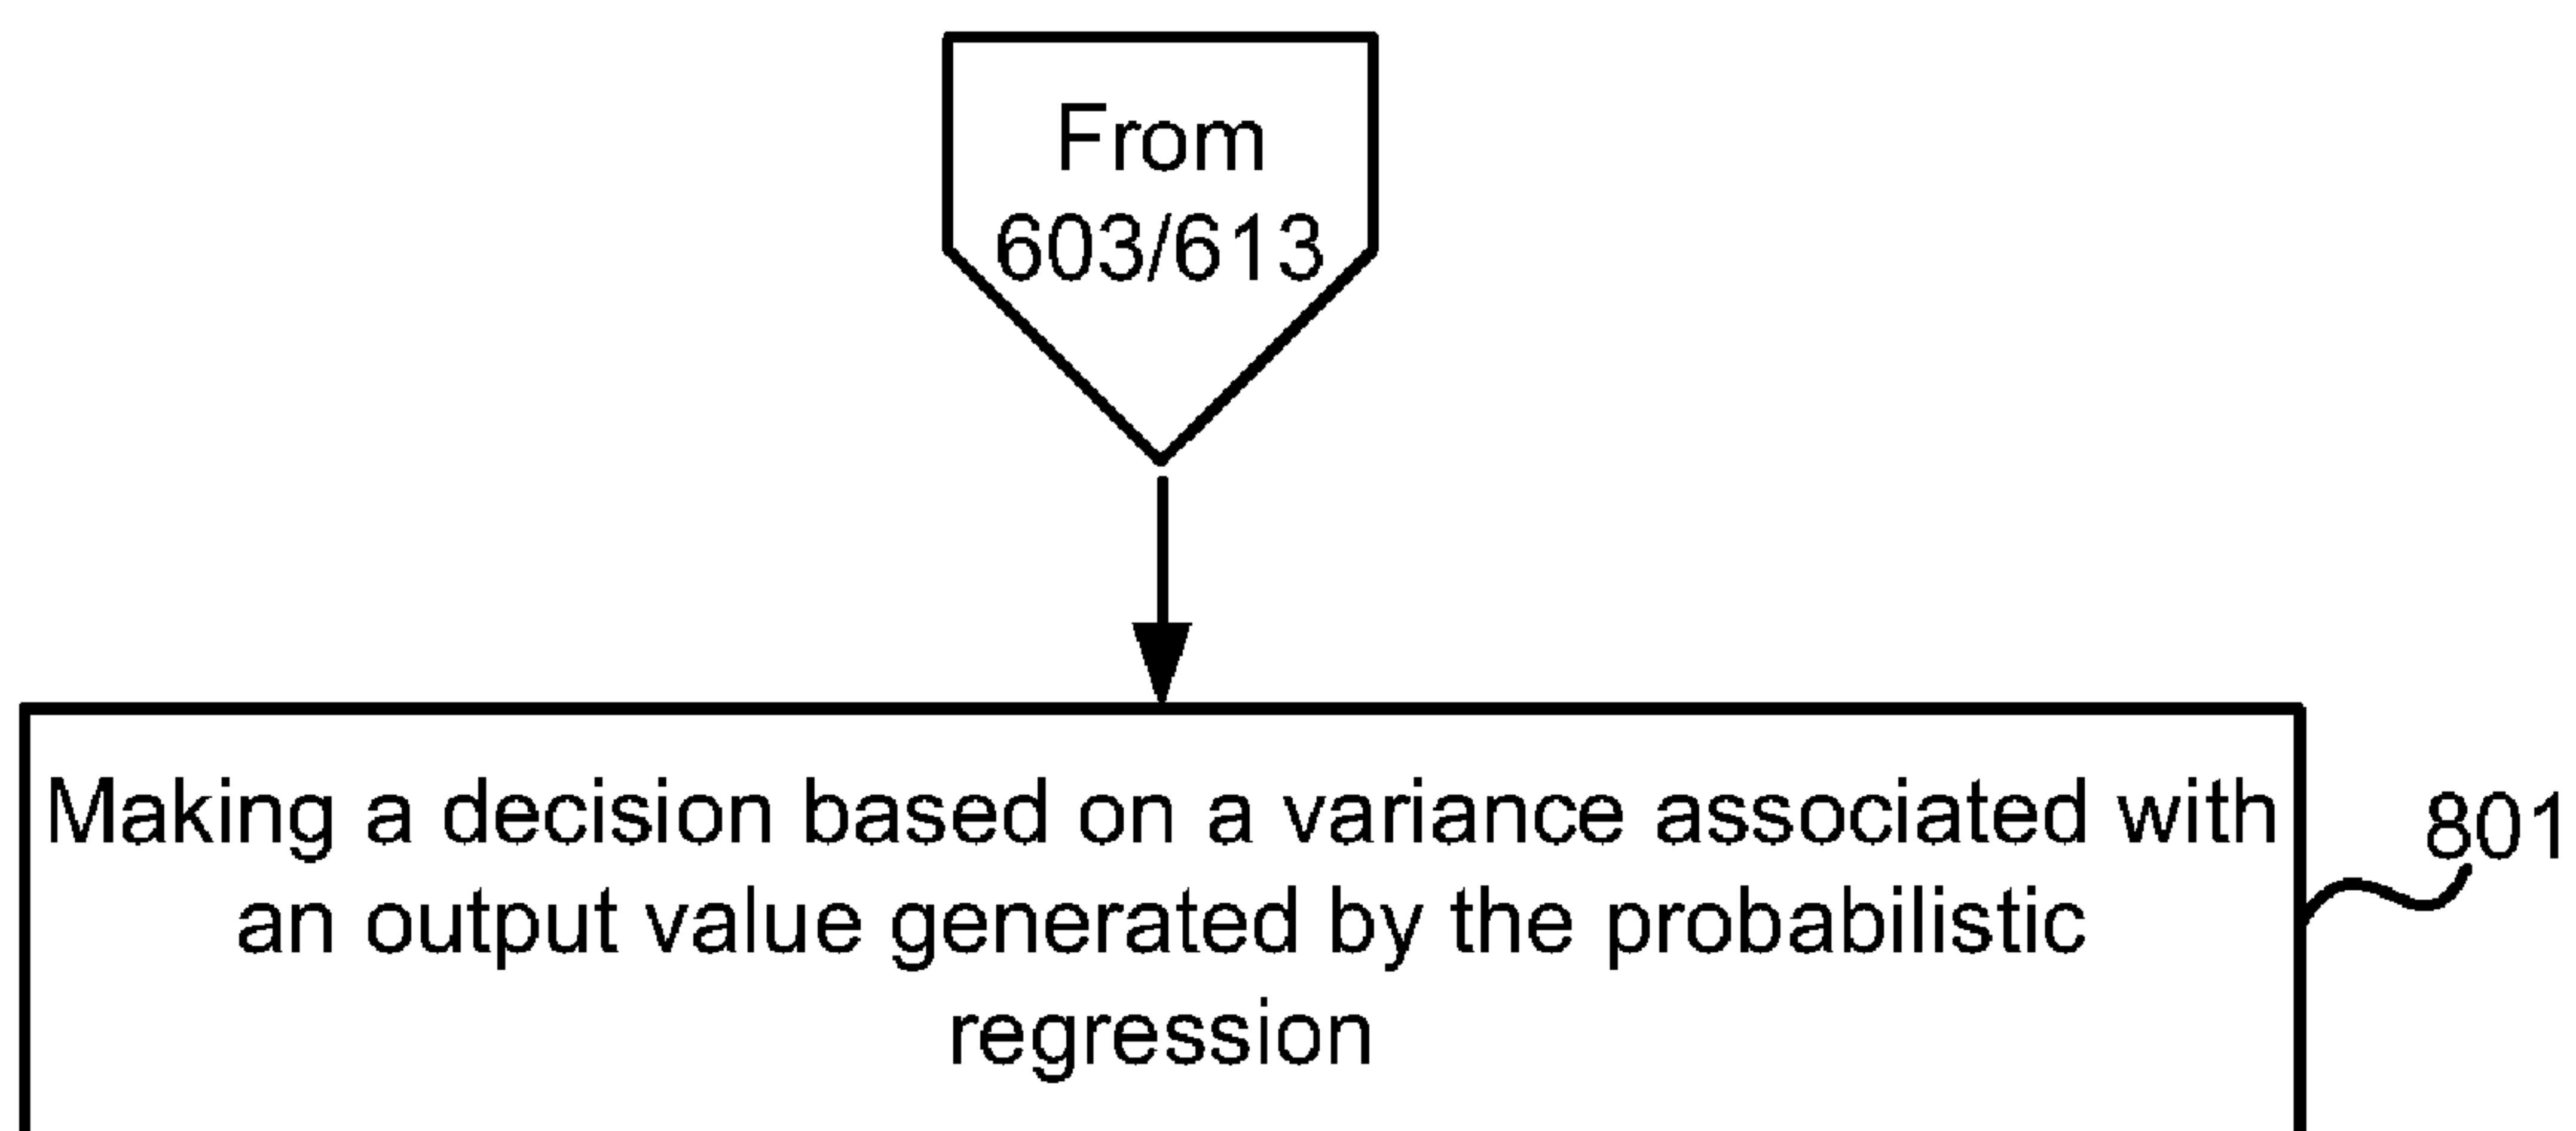 From
603/613
Making a decision based on a variance associated with
an output value generated by the probabilistic
regression
801